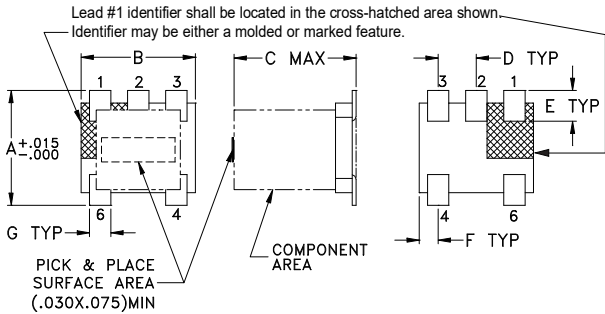 Lead #1 identifier shall be located in the cross-hatched area shown.
Identifier may be either a molded or marked feature.
B
C MAX
D TYP
1 2 3
3 2 1
E TYP
A +.015 -.000
6 4
4 6
G TYP
F TYP
COMPONENT
AREA
PICK & PLACE
SURFACE AREA
(.030X.075)MIN